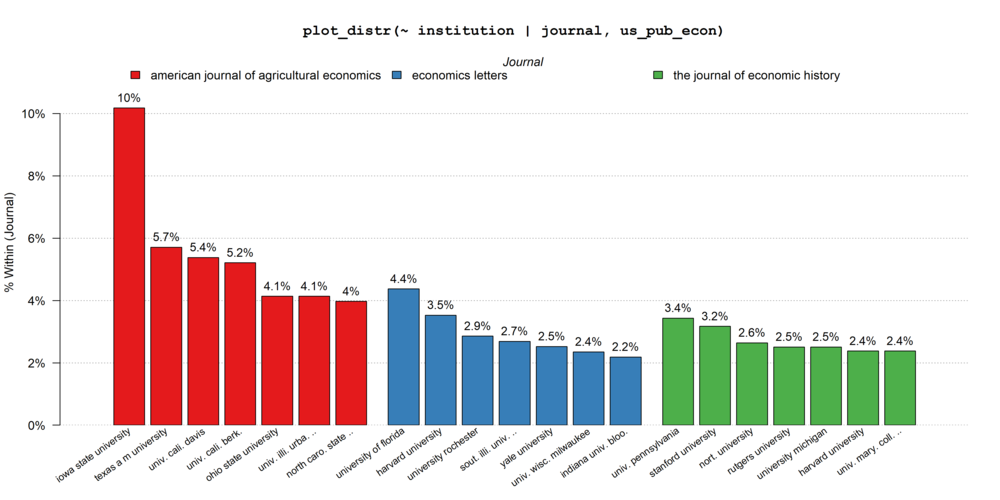 plot_distr(~ institution | journal, us_pub_econ)
Journal
american journal of agricultural economics economics letters the journal of economic history
% Within (Journal)
10%
8%
6%
4%
2%
0%
10%
5.7%
5.4%
5.2%
4.1%
4.1%
4%
4.4%
3.5%
2.9%
2.7%
2.5%
2.4%
2.2%
3.4%
3.2%
2.6%
2.5%
2.5%
2.4%
2.4%
iowa state university
texas a m university
univ. cali. davis
univ. cali. berk.
ohio state university
univ. illi. urba. ..
north caro. state ..
university of florida
harvard university
university rochester
sout. illi. univ. ..
yale university
univ. wisc. milwaukee
indiana univ. bloo.
univ. pennsylvania
stanford university
nort. university
rutgers university
university michigan
harvard university
univ. mary. coll. ..